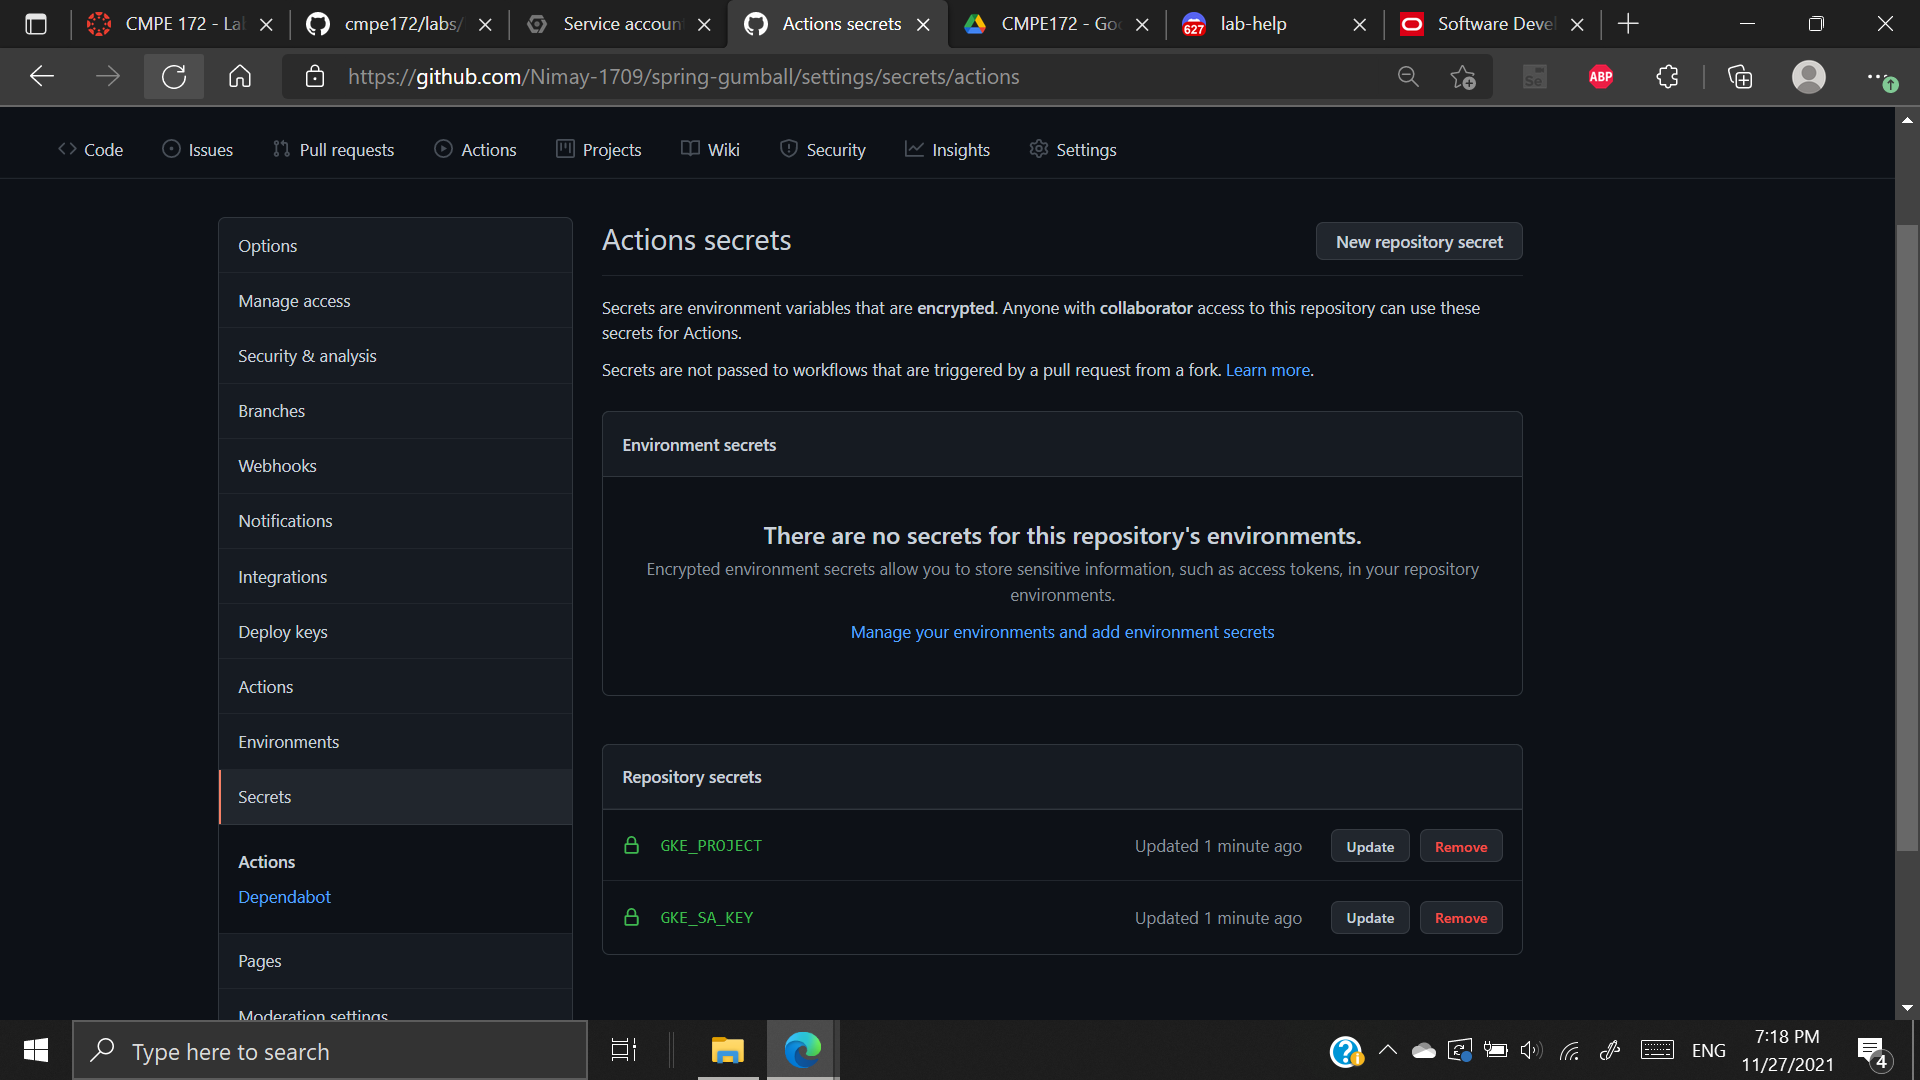 CMPE 172 - La
cmpe172/labs/
Service accoun
Actions secrets
CMPE172 - Go
627
lab-help
Software Devel
https://github.com/Nimay-1709/spring-gumball/settings/secrets/actions
Se
ABP
Code
Issues
Pull requests
Actions
Projects
Wiki
Security
Insights
Settings
Options
Manage access
Security & analysis
Branches
Webhooks
Notifications
Integrations
Deploy keys
Actions
Environments
Secrets
Actions
Dependabot
Pages
Moderation settings
Actions secrets
New repository secret
Secrets are environment variables that are encrypted. Anyone with collaborator access to this repository can use these
secrets for Actions.
Secrets are not passed to workflows that are triggered by a pull request from a fork. Learn more.
Environment secrets
There are no secrets for this repository's environments.
Encrypted environment secrets allow you to store sensitive information, such as access tokens, in your repository
environments.
Manage your environments and add environment secrets
Repository secrets
GKE_PROJECT Updated 1 minute ago Update Remove
GKE_SA_KEY Updated 1 minute ago Update Remove
Type here to search
ENG
7:18 PM
11/27/2021
4